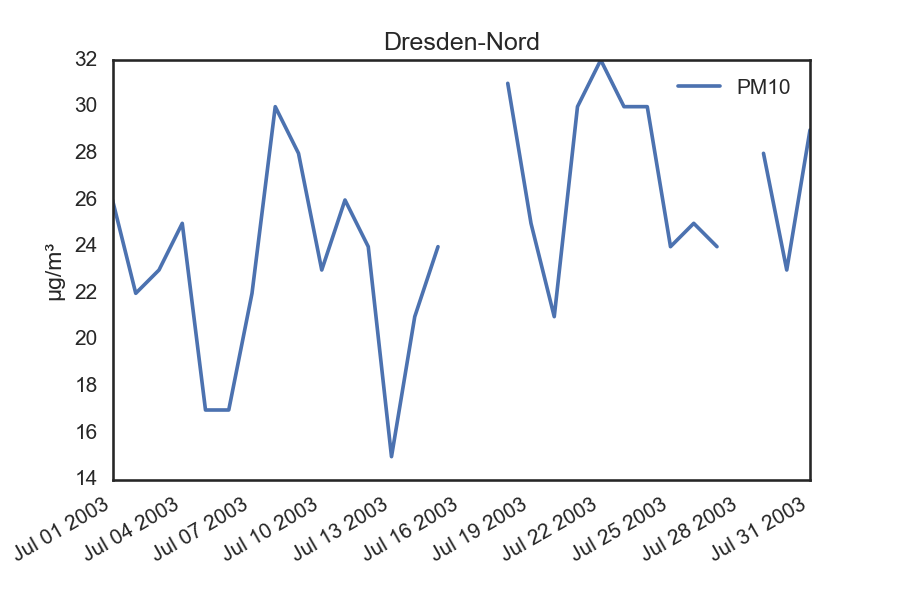 Dresden-Nord
32
30
28
26
24
22
20
18
16
14
µg/m³
PM10
Jul 01 2003
Jul 04 2003
Jul 07 2003
Jul 10 2003
Jul 13 2003
Jul 16 2003
Jul 19 2003
Jul 22 2003
Jul 25 2003
Jul 28 2003
Jul 31 2003